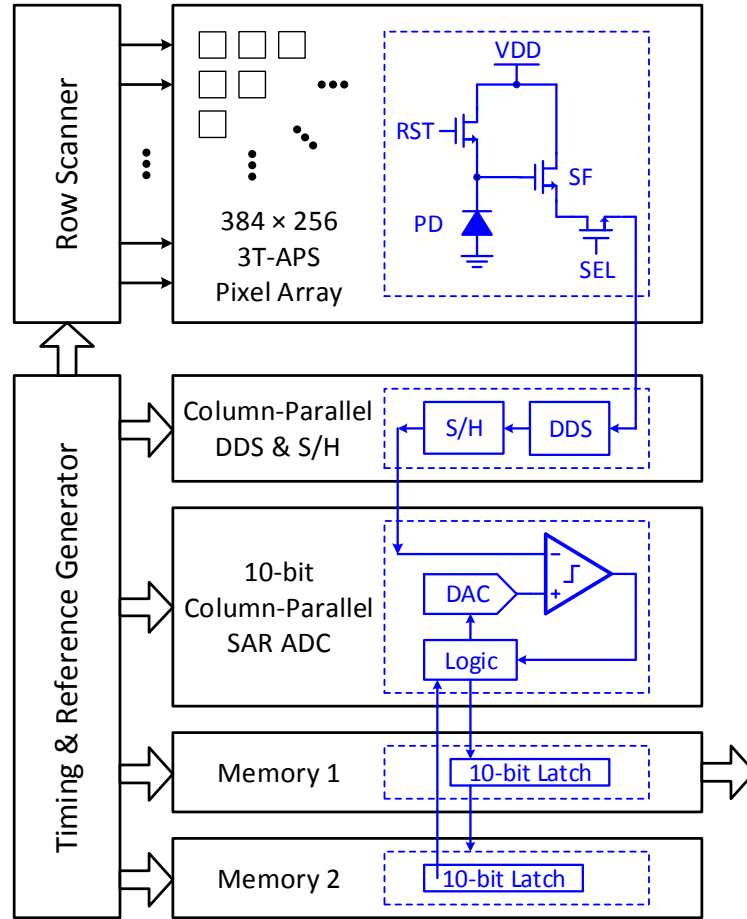 Row Scanner
384 × 256
3T-APS
Pixel Array
VDD
RST
SF
PD
SEL
Timing & Reference Generator
Column-Parallel
DDS & S/H
S/H
DDS
10-bit
Column-Parallel
SAR ADC
−
+
DAC
Logic
Memory 1
10-bit Latch
Memory 2
10-bit Latch